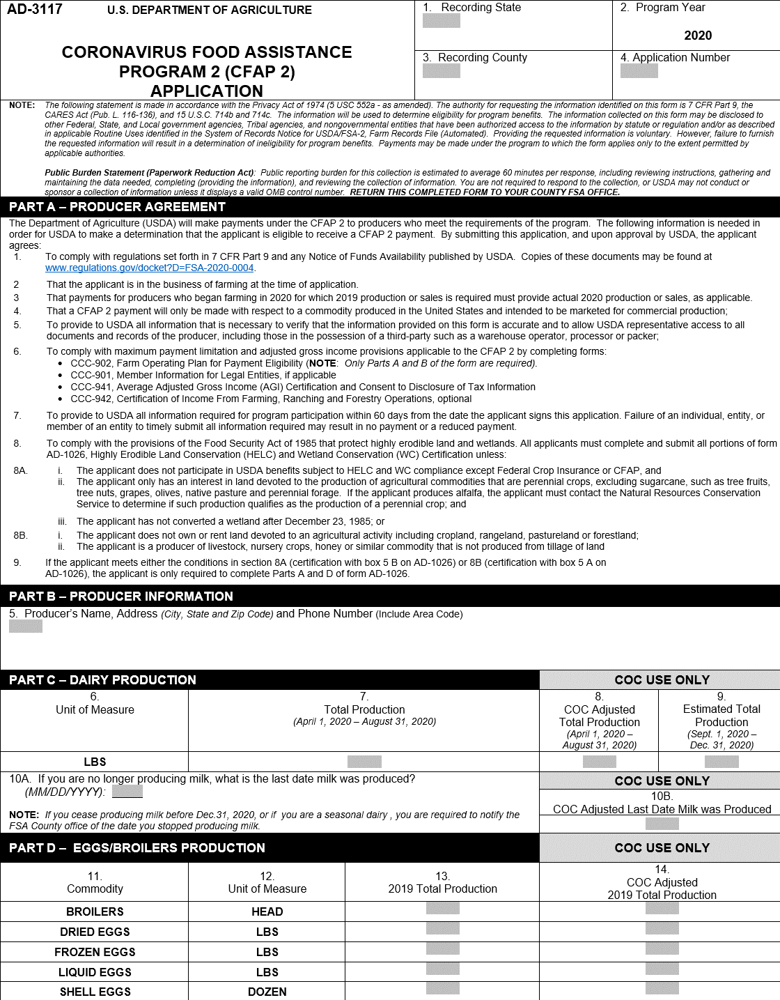 AD-3117 U.S. DEPARTMENT OF AGRICULTURE
CORONAVIRUS FOOD ASSISTANCE
PROGRAM 2 (CFAP 2)
APPLICATION
1. Recording State
2. Program Year
2020
3. Recording County
4. Application Number
NOTE: The following statement is made in accordance with the Privacy Act of 1974 (5 USC 552a - as amended). The authority for requesting the information identified on this form is 7 CFR Part 9, the
CARES Act (Pub. L. 116-136), and 15 U.S.C. 714b and 714c. The information will be used to determine eligibility for program benefits. The information collected on this form may be disclosed to
other Federal, State, and Local government agencies, Tribal agencies, and nongovernmental entities that have been authorized access to the information by statute or regulation and/or as described
in applicable Routine Uses identified in the System of Records Notice for USDA/FSA-2, Farm Records File (Automated). Providing the requested information is voluntary. However, failure to furnish
the requested information will result in a determination of ineligibility for program benefits. Payments may be made under the program to which the form applies only to the extent permitted by
applicable authorities.
Public Burden Statement (Paperwork Reduction Act): Public reporting burden for this collection is estimated to average 60 minutes per response, including reviewing instructions, gathering and
maintaining the data needed, completing (providing the information), and reviewing the collection of information. You are not required to respond to the collection, or USDA may not conduct or
sponsor a collection of information unless it displays a valid OMB control number. RETURN THIS COMPLETED FORM TO YOUR COUNTY FSA OFFICE.
PART A – PRODUCER AGREEMENT
The Department of Agriculture (USDA) will make payments under the CFAP 2 to producers who meet the requirements of the program. The following information is needed in
order for USDA to make a determination that the applicant is eligible to receive a CFAP 2 payment. By submitting this application, and upon approval by USDA, the applicant
agrees:
1. To comply with regulations set forth in 7 CFR Part 9 and any Notice of Funds Availability published by USDA. Copies of these documents may be found at
www.regulations.gov/docket?D=FSA-2020-0004.
2 That the applicant is in the business of farming at the time of application.
3 That payments for producers who began farming in 2020 for which 2019 production or sales is required must provide actual 2020 production or sales, as applicable.
4. That a CFAP 2 payment will only be made with respect to a commodity produced in the United States and intended to be marketed for commercial production;
5. To provide to USDA all information that is necessary to verify that the information provided on this form is accurate and to allow USDA representative access to all
documents and records of the producer, including those in the possession of a third-party such as a warehouse operator, processor or packer;
6. To comply with maximum payment limitation and adjusted gross income provisions applicable to the CFAP 2 by completing forms:
• CCC-902, Farm Operating Plan for Payment Eligibility (NOTE: Only Parts A and B of the form are required).
• CCC-901, Member Information for Legal Entities, if applicable
• CCC-941, Average Adjusted Gross Income (AGI) Certification and Consent to Disclosure of Tax Information
• CCC-942, Certification of Income From Farming, Ranching and Forestry Operations, optional
7. To provide to USDA all information required for program participation within 60 days from the date the applicant signs this application. Failure of an individual, entity, or
member of an entity to timely submit all information required may result in no payment or a reduced payment.
8. To comply with the provisions of the Food Security Act of 1985 that protect highly erodible land and wetlands. All applicants must complete and submit all portions of form
AD-1026, Highly Erodible Land Conservation (HELC) and Wetland Conservation (WC) Certification unless:
8A. i. The applicant does not participate in USDA benefits subject to HELC and WC compliance except Federal Crop Insurance or CFAP, and
ii. The applicant only has an interest in land devoted to the production of agricultural commodities that are perennial crops, excluding sugarcane, such as tree fruits,
tree nuts, grapes, olives, native pasture and perennial forage. If the applicant produces alfalfa, the applicant must contact the Natural Resources Conservation
Service to determine if such production qualifies as the production of a perennial crop; and
iii. The applicant has not converted a wetland after December 23, 1985; or
8B. i. The applicant does not own or rent land devoted to an agricultural activity including cropland, rangeland, pastureland or forestland;
ii. The applicant is a producer of livestock, nursery crops, honey or similar commodity that is not produced from tillage of land
9. If the applicant meets either the conditions in section 8A (certification with box 5 B on AD-1026) or 8B (certification with box 5 A on
AD-1026), the applicant is only required to complete Parts A and D of form AD-1026.
PART B – PRODUCER INFORMATION
5. Producer's Name, Address (City, State and Zip Code) and Phone Number (Include Area Code)
PART C – DAIRY PRODUCTION
COC USE ONLY
6.
Unit of Measure
7.
Total Production
(April 1, 2020 – August 31, 2020)
8.
COC Adjusted
Total Production
(April 1, 2020 –
August 31, 2020)
9.
Estimated Total
Production
(Sept. 1, 2020 –
Dec. 31, 2020)
LBS
10A. If you are no longer producing milk, what is the last date milk was produced?
(MM/DD/YYYY):
NOTE: If you cease producing milk before Dec.31, 2020, or if you are a seasonal dairy , you are required to notify the
FSA County office of the date you stopped producing milk.
COC USE ONLY
10B.
COC Adjusted Last Date Milk was Produced
PART D – EGGS/BROILERS PRODUCTION
COC USE ONLY
11.
Commodity
12.
Unit of Measure
13.
2019 Total Production
14.
COC Adjusted
2019 Total Production
BROILERS HEAD
DRIED EGGS LBS
FROZEN EGGS LBS
LIQUID EGGS LBS
SHELL EGGS DOZEN